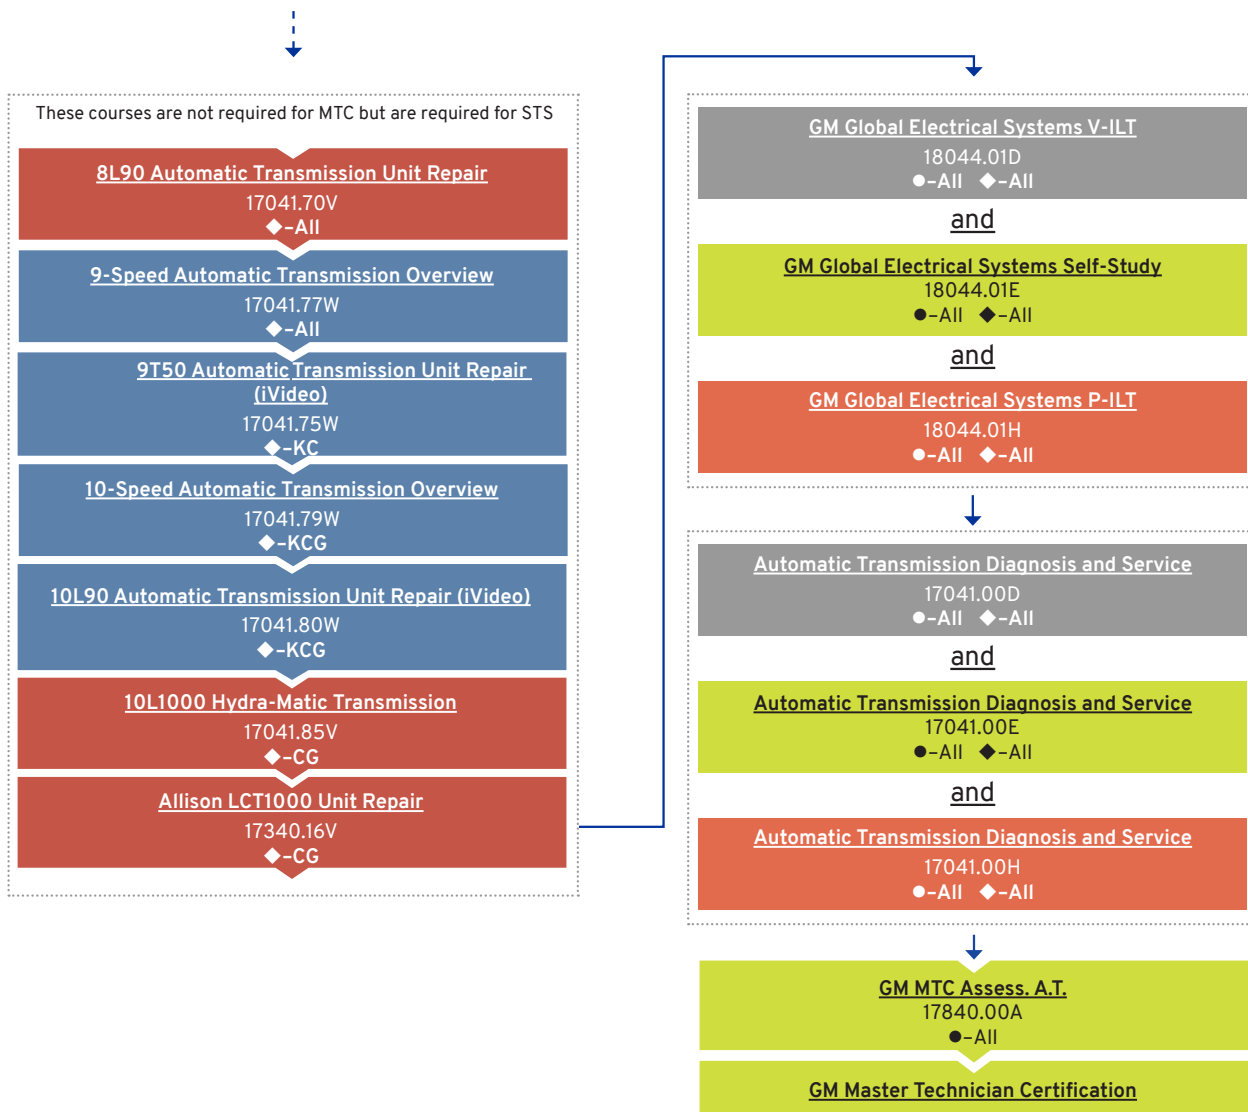 These courses are not required for MTC but are required for STS
8L90 Automatic Transmission Unit Repair
17041.70V
◆–All
9-Speed Automatic Transmission Overview
17041.77W
◆–All
9T50 Automatic Transmission Unit Repair
(iVideo)
17041.75W
◆–KC
10-Speed Automatic Transmission Overview
17041.79W
◆–KCG
10L90 Automatic Transmission Unit Repair (iVideo)
17041.80W
◆–KCG
10L1000 Hydra-Matic Transmission
17041.85V
◆–CG
Allison LCT1000 Unit Repair
17340.16V
◆–CG
GM Global Electrical Systems V-ILT
18044.01D
●–All ◆–All
and
GM Global Electrical Systems Self-Study
18044.01E
●–All ◆–All
and
GM Global Electrical Systems P-ILT
18044.01H
●–All ◆–All
Automatic Transmission Diagnosis and Service
17041.00D
●–All ◆–All
and
Automatic Transmission Diagnosis and Service
17041.00E
●–All ◆–All
and
Automatic Transmission Diagnosis and Service
17041.00H
●–All ◆–All
GM MTC Assess. A.T.
17840.00A
●–All
GM Master Technician Certification